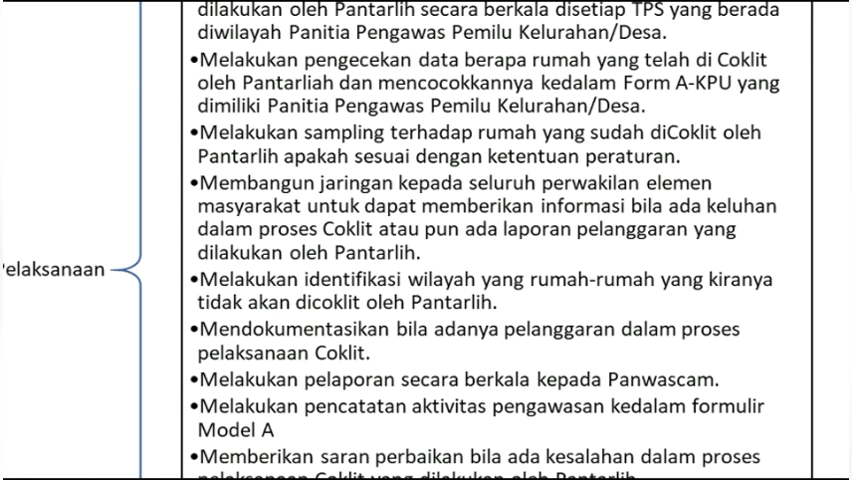 dilakukan oleh Pantarlih secara berkala disetiap TPS yang berada
diwilayah Panitia Pengawas Pemilu Kelurahan/Desa.
•Melakukan pengecekan data berapa rumah yang telah di Coklit
oleh Pantarliah dan mencocokkannya kedalam Form A-KPU yang
dimiliki Panitia Pengawas Pemilu Kelurahan/Desa.
•Melakukan sampling terhadap rumah yang sudah diCoklit oleh
Pantarlih apakah sesuai dengan ketentuan peraturan.
•Membangun jaringan kepada seluruh perwakilan elemen
masyarakat untuk dapat memberikan informasi bila ada keluhan
dalam proses Coklit atau pun ada laporan pelanggaran yang
dilakukan oleh Pantarlih.
elaksanaan
•Melakukan identifikasi wilayah yang rumah-rumah yang kiranya
tidak akan dicoklit oleh Pantarlih.
•Mendokumentasikan bila adanya pelanggaran dalam proses
pelaksanaan Coklit.
•Melakukan pelaporan secara berkala kepada Panwascam.
•Melakukan pencatatan aktivitas pengawasan kedalam formulir
Model A
•Memberikan saran perbaikan bila ada kesalahan dalam proses
pelaksanaan Coklit yang dilakukan oleh Pantarlih